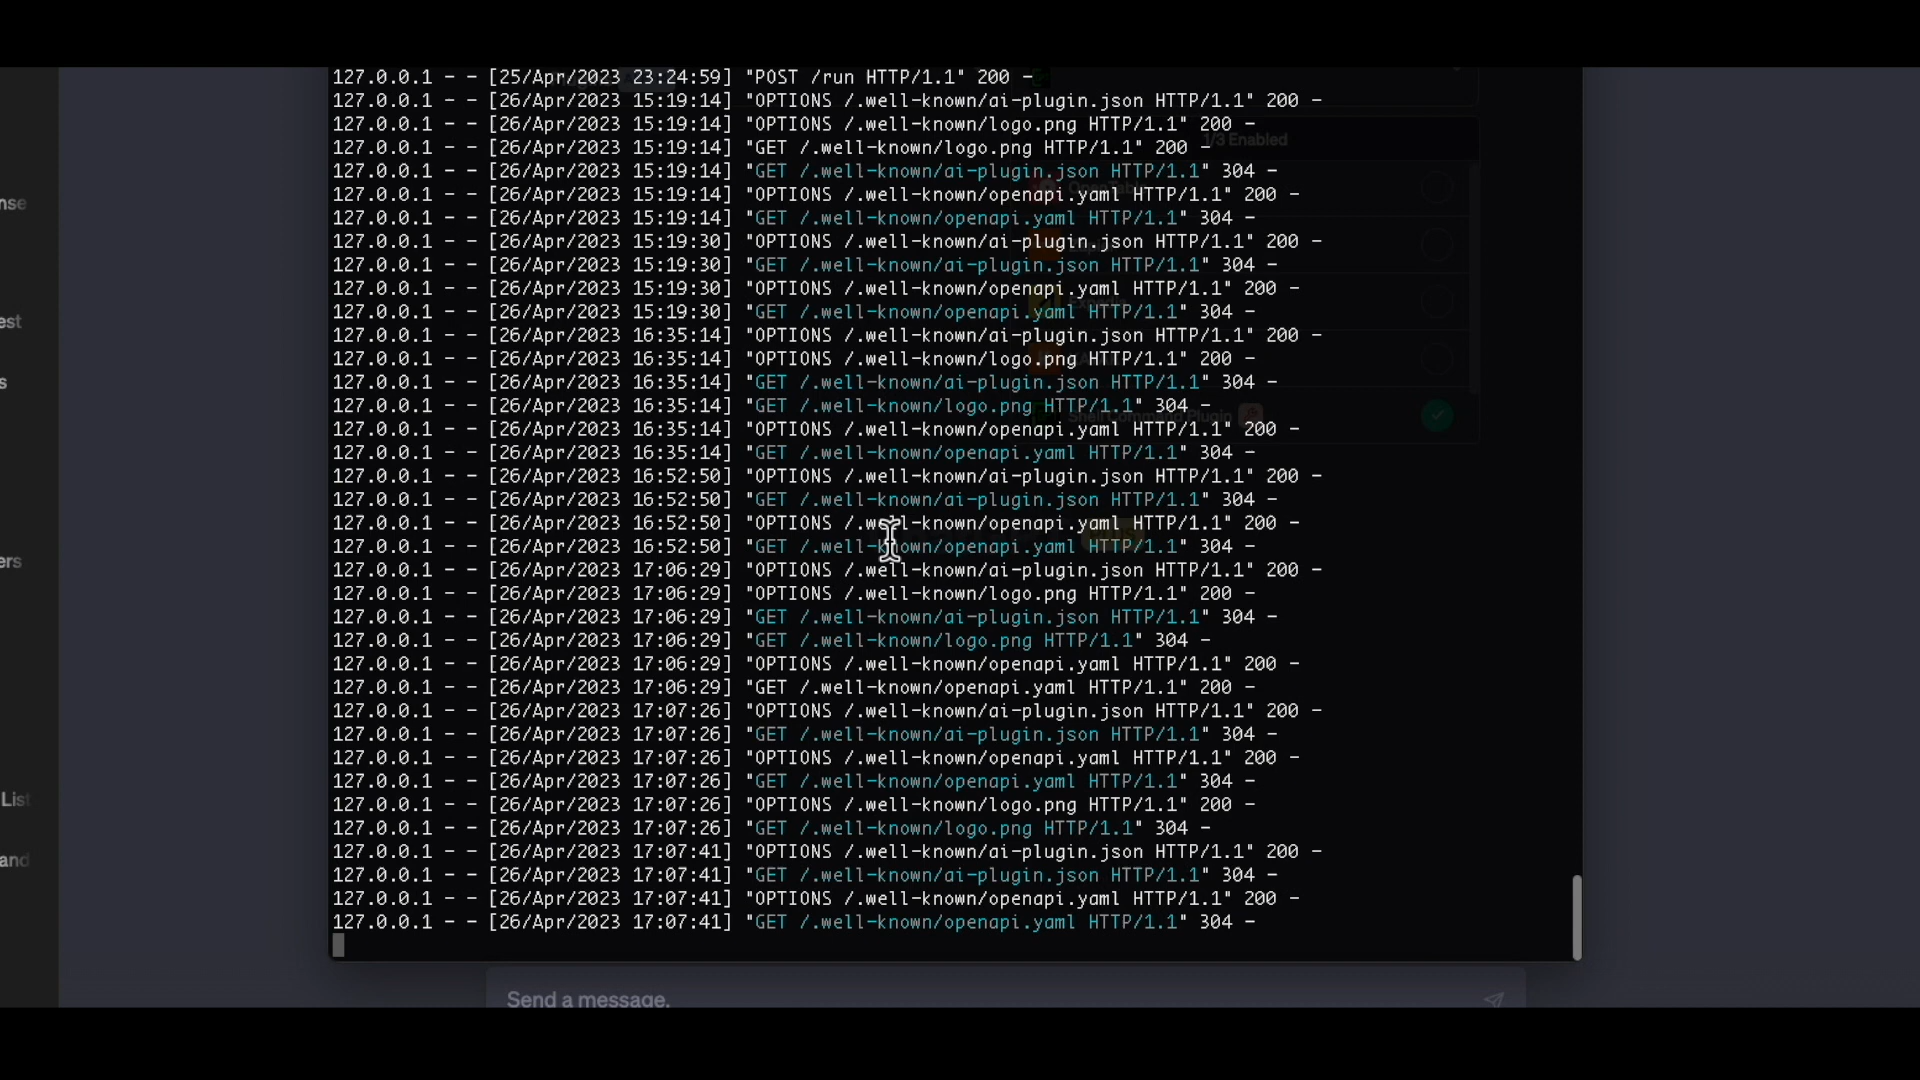 127.0.0.1 - - [25/Apr/2023 23:24:59] "POST /run HTTP/1.1" 200 -
127.0.0.1 - - [26/Apr/2023 15:19:14] "OPTIONS /.well-known/ai-plugin.json HTTP/1.1" 200 -
127.0.0.1 - - [26/Apr/2023 15:19:14] "OPTIONS /.well-known/logo.png HTTP/1.1" 200 -
1/3 Enabled
127.0.0.1 - - [26/Apr/2023 15:19:14] "GET /.well-known/logo.png HTTP/1.1" 200 -
127.0.0.1 - - [26/Apr/2023 15:19:14] "GET /.well-known/ai-plugin.json HTTP/1.1" 304 -
OpenTable
127.0.0.1 - - [26/Apr/2023 15:19:14] "OPTIONS /.well-known/openapi.yaml HTTP/1.1" 200 -
nse
127.0.0.1 - - [26/Apr/2023 15:19:14] "GET /.well-known/openapi.yaml HTTP/1.1" 304 -
127.0.0.1 - - [26/Apr/2023 15:19:30] "OPTIONS /.well-known/ai-plugin.json HTTP/1.1" 200 -
127.0.0.1 - - [26/Apr/2023 15:19:30] "GET /.well-known/ai-plugin.json HTTP/1.1" 304 -
127.0.0.1 - - [26/Apr/2023 15:19:30] "OPTIONS /.well-known/openapi.yaml HTTP/1.1" 200 -
Expedia
127.0.0.1 - - [26/Apr/2023 15:19:30] "GET /.well-known/openapi.yaml HTTP/1.1" 304 -
est
127.0.0.1 - - [26/Apr/2023 16:35:14] "OPTIONS /.well-known/ai-plugin.json HTTP/1.1" 200 -
127.0.0.1 - - [26/Apr/2023 16:35:14] "OPTIONS /.well-known/logo.png HTTP/1.1" 200 -
127.0.0.1 - - [26/Apr/2023 16:35:14] "GET /.well-known/ai-plugin.json HTTP/1.1" 304 -
s
127.0.0.1 - - [26/Apr/2023 16:35:14] "GET /.well-known/logo.png HTTP/1.1" 304 -
Shell Command Plugin
127.0.0.1 - - [26/Apr/2023 16:35:14] "OPTIONS /.well-known/openapi.yaml HTTP/1.1" 200 -
127.0.0.1 - - [26/Apr/2023 16:35:14] "GET /.well-known/openapi.yaml HTTP/1.1" 304 -
127.0.0.1 - - [26/Apr/2023 16:52:50] "OPTIONS /.well-known/ai-plugin.json HTTP/1.1" 200 -
127.0.0.1 - - [26/Apr/2023 16:52:50] "GET /.well-known/ai-plugin.json HTTP/1.1" 304 -
127.0.0.1 - - [26/Apr/2023 16:52:50] "OPTIONS /.well-known/openapi.yaml HTTP/1.1" 200 -
127.0.0.1 - - [26/Apr/2023 16:52:50] "GET /.well-known/openapi.yaml HTTP/1.1" 304 -
ers
127.0.0.1 - - [26/Apr/2023 17:06:29] "OPTIONS /.well-known/ai-plugin.json HTTP/1.1" 200 -
127.0.0.1 - - [26/Apr/2023 17:06:29] "OPTIONS /.well-known/logo.png HTTP/1.1" 200 -
127.0.0.1 - - [26/Apr/2023 17:06:29] "GET /.well-known/ai-plugin.json HTTP/1.1" 304 -
127.0.0.1 - - [26/Apr/2023 17:06:29] "GET /.well-known/logo.png HTTP/1.1" 304 -
127.0.0.1 - - [26/Apr/2023 17:06:29] "OPTIONS /.well-known/openapi.yaml HTTP/1.1" 200 -
127.0.0.1 - - [26/Apr/2023 17:06:29] "GET /.well-known/openapi.yaml HTTP/1.1" 200 -
127.0.0.1 - - [26/Apr/2023 17:07:26] "OPTIONS /.well-known/ai-plugin.json HTTP/1.1" 200 -
127.0.0.1 - - [26/Apr/2023 17:07:26] "GET /.well-known/ai-plugin.json HTTP/1.1" 304 -
127.0.0.1 - - [26/Apr/2023 17:07:26] "OPTIONS /.well-known/openapi.yaml HTTP/1.1" 200 -
127.0.0.1 - - [26/Apr/2023 17:07:26] "GET /.well-known/openapi.yaml HTTP/1.1" 304 -
List
127.0.0.1 - - [26/Apr/2023 17:07:26] "OPTIONS /.well-known/logo.png HTTP/1.1" 200 -
127.0.0.1 - - [26/Apr/2023 17:07:26] "GET /.well-known/logo.png HTTP/1.1" 304 -
127.0.0.1 - - [26/Apr/2023 17:07:41] "OPTIONS /.well-known/ai-plugin.json HTTP/1.1" 200 -
and
127.0.0.1 - - [26/Apr/2023 17:07:41] "GET /.well-known/ai-plugin.json HTTP/1.1" 304 -
127.0.0.1 - - [26/Apr/2023 17:07:41] "OPTIONS /.well-known/openapi.yaml HTTP/1.1" 200 -
127.0.0.1 - - [26/Apr/2023 17:07:41] "GET /.well-known/openapi.yaml HTTP/1.1" 304 -
Send a message.